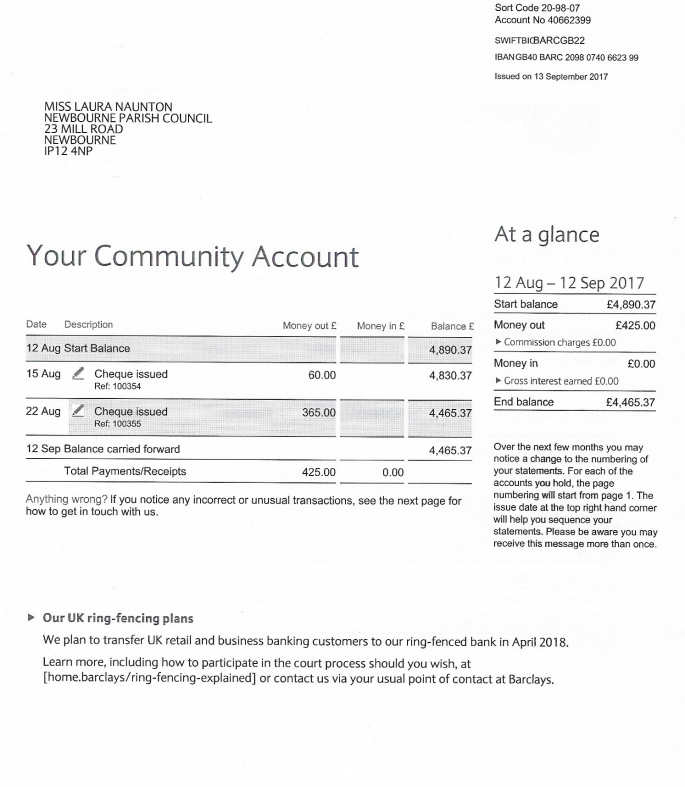 Sort Code 20-98-07
Account No 40662399
SWIFTBIC BARCGB22
IBAN GB40 BARC 2098 0740 6623 99
Issued on 13 September 2017
MISS LAURA NAUNTON
NEWBOURNE PARISH COUNCIL
23 MILL ROAD
NEWBOURNE
IP12 4NP
Your Community Account
Date Description Money out £ Money in £ Balance £
12 Aug Start Balance 4,890.37
15 Aug Cheque issued 60.00 4,830.37
Ref: 100354
22 Aug Cheque issued 365.00 4,465.37
Ref: 100355
12 Sep Balance carried forward 4,465.37
Total Payments/Receipts 425.00 0.00
Anything wrong? If you notice any incorrect or unusual transactions, see the next page for
how to get in touch with us.
At a glance
12 Aug – 12 Sep 2017
Start balance £4,890.37
Money out £425.00
▶ Commission charges £0.00
Money in £0.00
▶ Gross interest earned £0.00
End balance £4,465.37
Over the next few months you may
notice a change to the numbering of
your statements. For each of the
accounts you hold, the page
numbering will start from page 1. The
issue date at the top right hand corner
will help you sequence your
statements. Please be aware you may
receive this message more than once.
▶ Our UK ring-fencing plans
We plan to transfer UK retail and business banking customers to our ring-fenced bank in April 2018.
Learn more, including how to participate in the court process should you wish, at
[home.barclays/ring-fencing-explained] or contact us via your usual point of contact at Barclays.